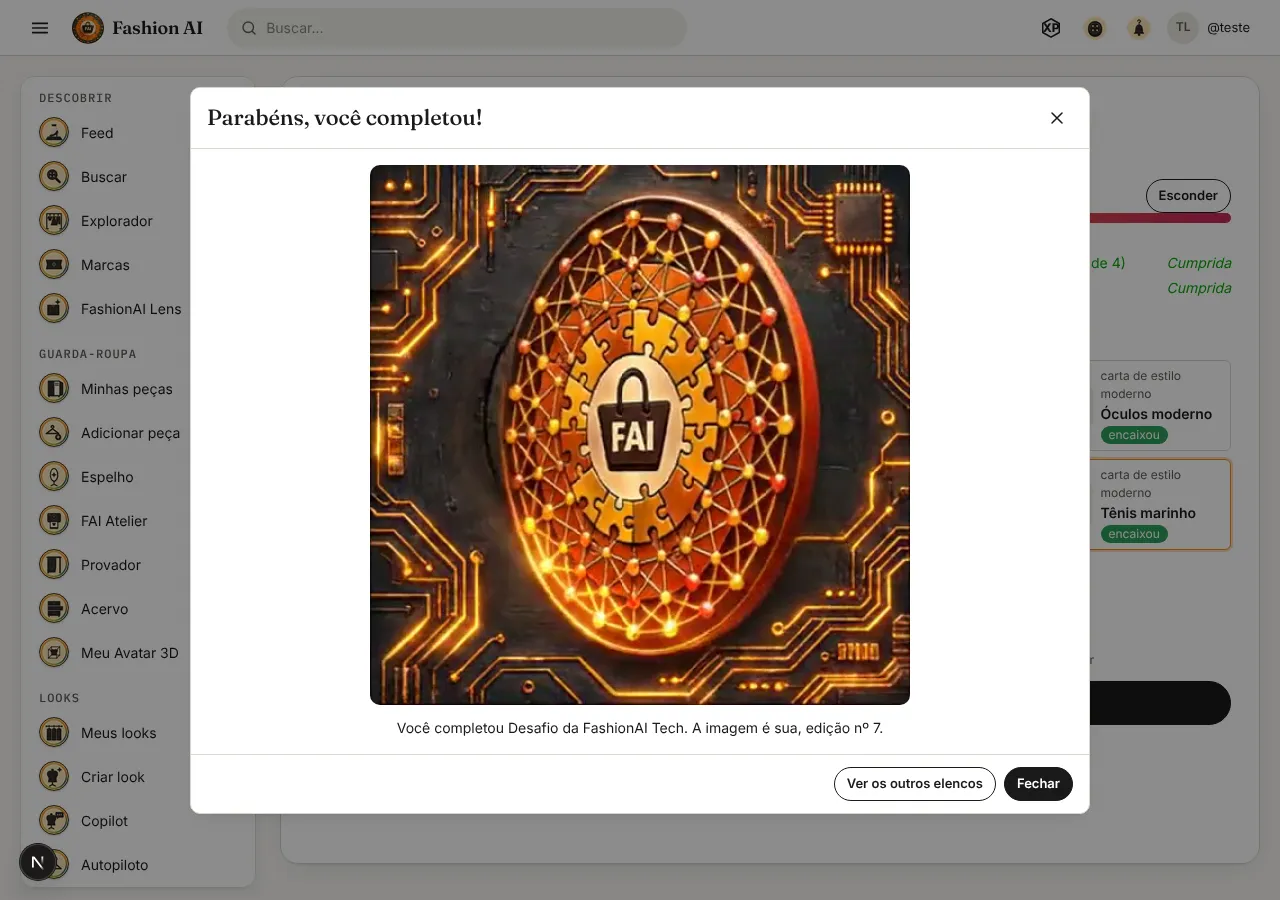 Fashion AI
Buscar...
XP
TL
@teste
DESCOBRIR
Feed
Buscar
Explorador
Marcas
FashionAI Lens
GUARDA-ROUPA
Minhas peças
Adicionar peça
Espelho
FAI Atelier
Provador
Acervo
Meu Avatar 3D
LOOKS
Meus looks
Criar look
Copilot
Autopiloto
N
Parabéns, você completou!
FAI
Você completou Desafio da FashionAI Tech. A imagem é sua, edição nº 7.
Ver os outros elencos
Fechar
Esconder
de 4)
Cumprida
Cumprida
carta de estilo
moderno
Óculos moderno
encaixou
carta de estilo
moderno
Tênis marinho
encaixou